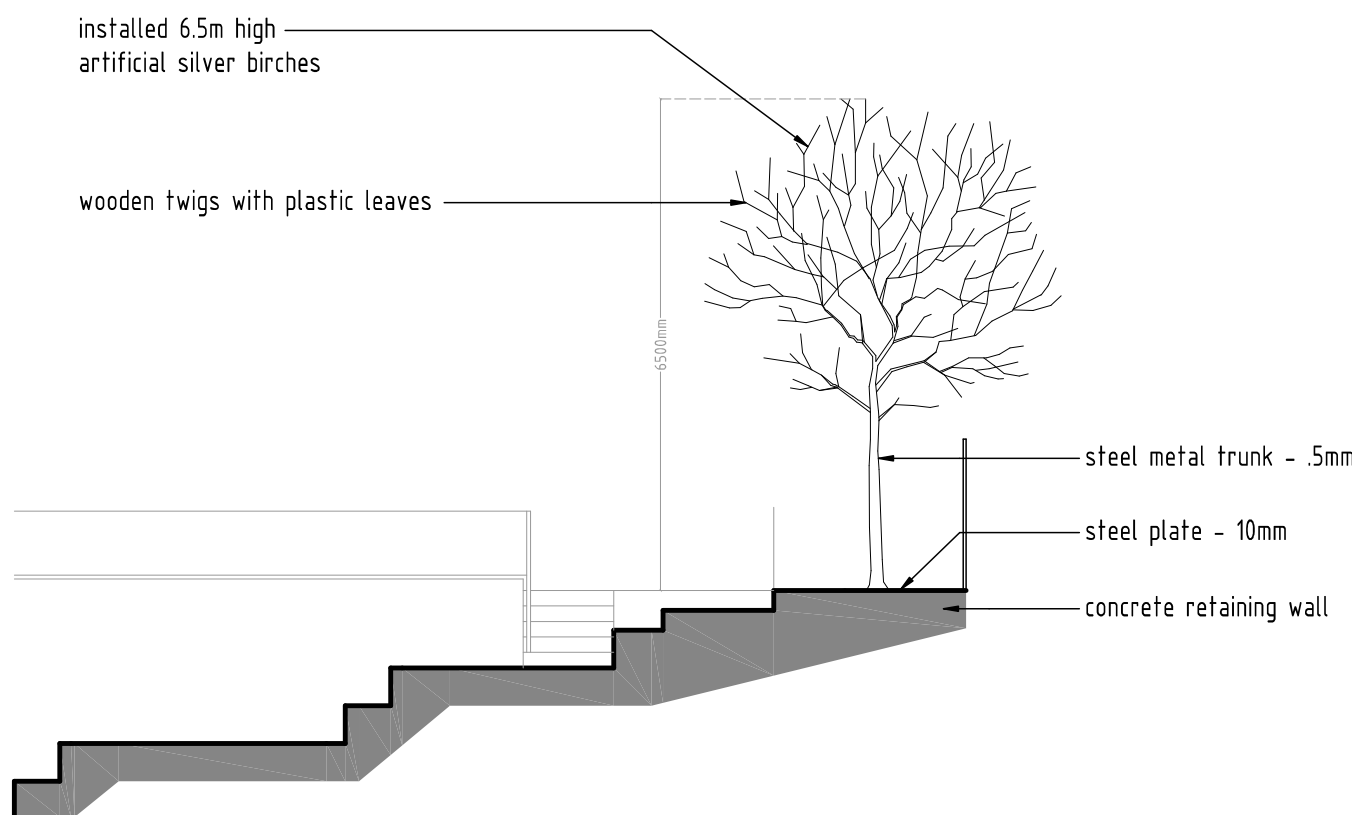 installed 6.5m high
artificial silver birches
wooden twigs with plastic leaves
6500mm
steel metal trunk - .5mm
steel plate - 10mm
concrete retaining wall